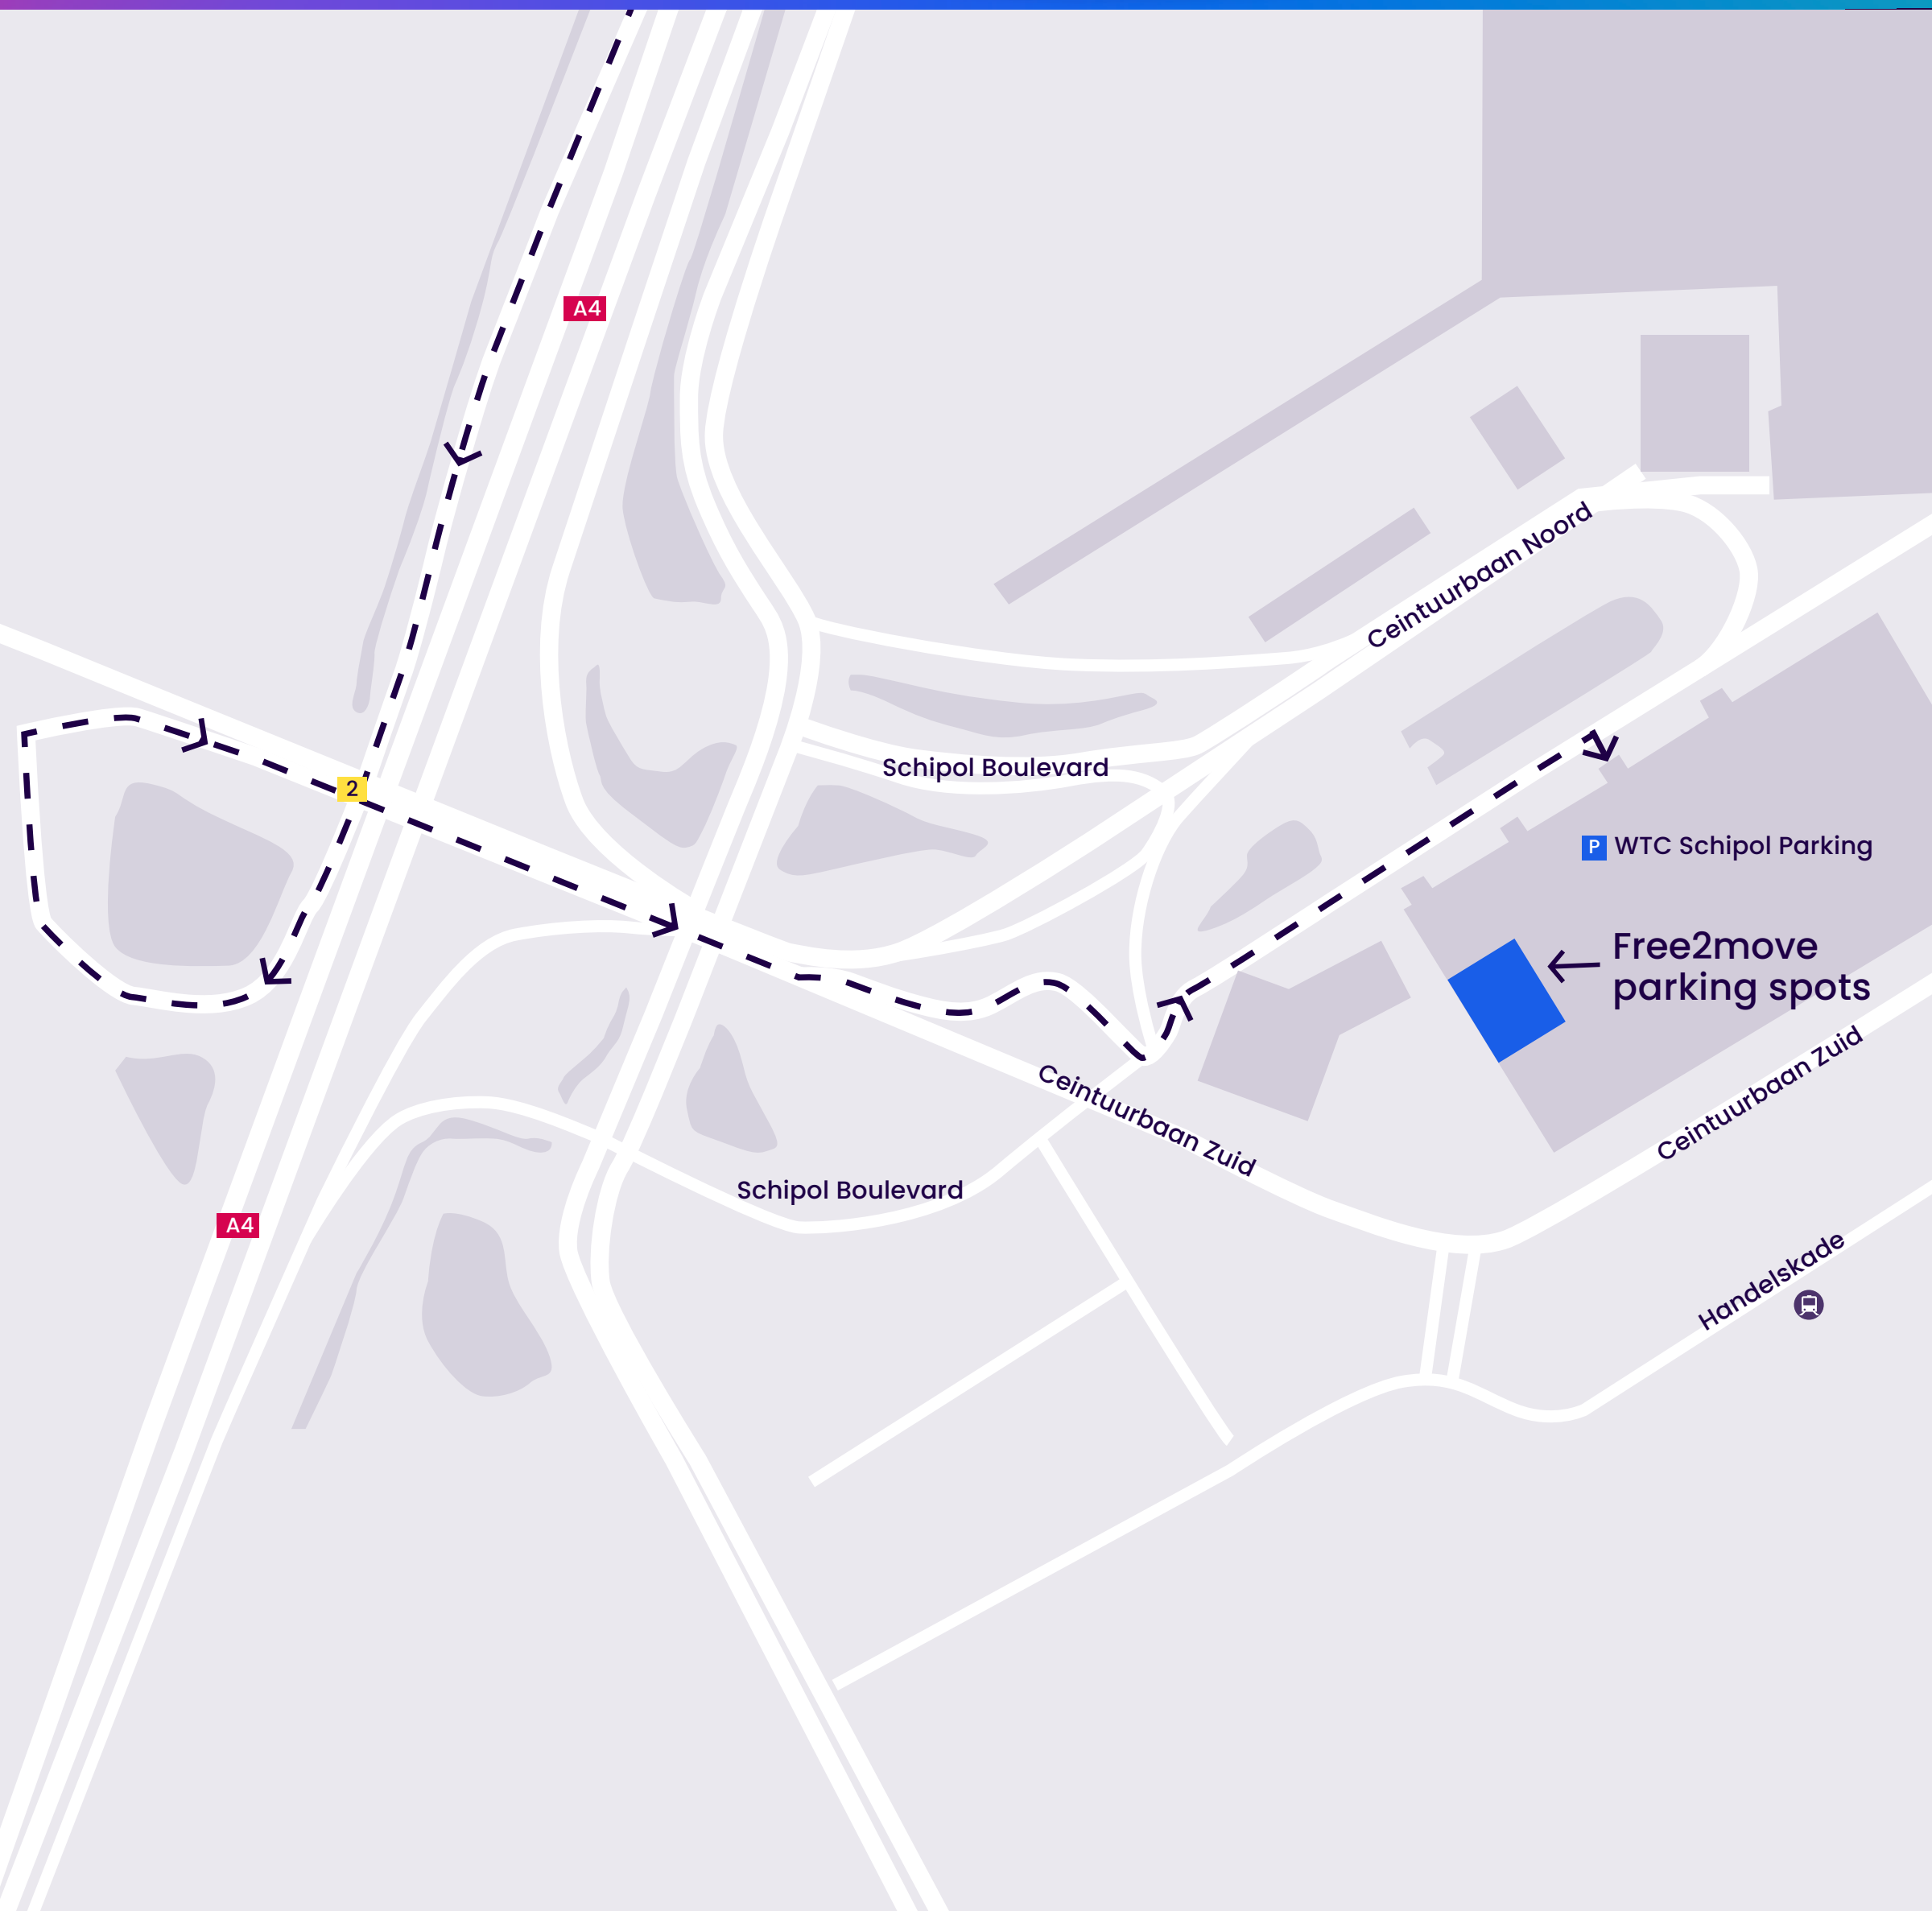 A4
Ceintuurbaan Noord
Schipol Boulevard
2
P WTC Schipol Parking
Free2move
parking spots
Ceintuurbaan Zuid
Ceintuurbaan Zuid
Schipol Boulevard
A4
Handelskade